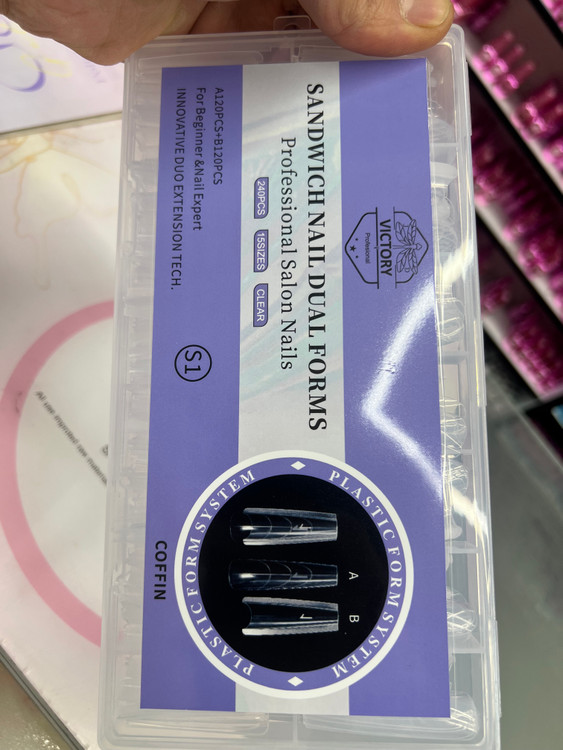 VICTORY
Professional
SANDWICH NAIL DUAL FORMS
Professional Salon Nails
240PCS
15SIZES
CLEAR
A120PCS+B120PCS
For Beginner &Nail Expert
INNOVATIVE DUO EXTENSION TECH.
S1
PLASTIC FORM SYSTEM
A
B
PLASTIC FORM SYSTEM
COFFIN